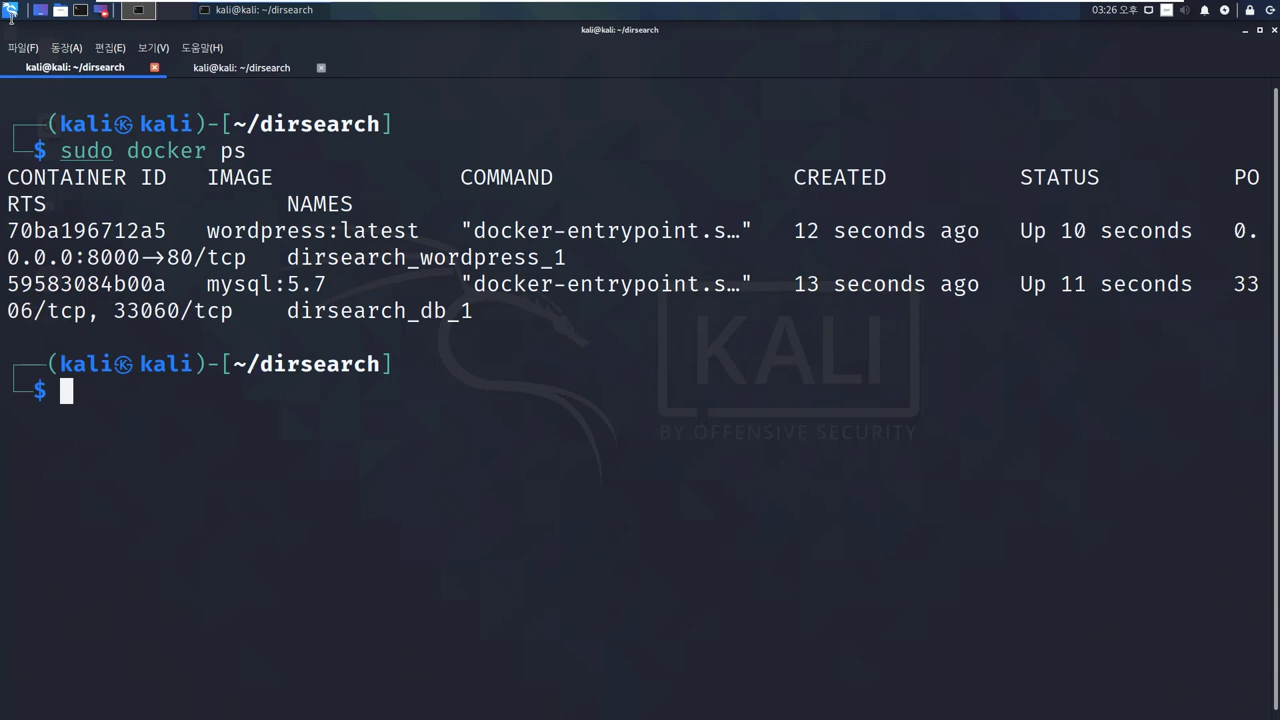 kali@kali: ~/dirsearch
03:26 오후
kali@kali: ~/dirsearch
파일(F) 동장(A) 편집(E) 보기(V) 도움말(H)
kali@kali: ~/dirsearch kali@kali: ~/dirsearch
┌──(kali㉿kali)-[~/dirsearch]
└─$ sudo docker ps
CONTAINER ID IMAGE COMMAND CREATED STATUS PO
RTS NAMES
70ba196712a5 wordpress:latest "docker-entrypoint.s…" 12 seconds ago Up 10 seconds 0.
0.0.0:8000->80/tcp dirsearch_wordpress_1
59583084b00a mysql:5.7 "docker-entrypoint.s…" 13 seconds ago Up 11 seconds 33
06/tcp, 33060/tcp dirsearch_db_1
┌──(kali㉿kali)-[~/dirsearch]
└─$
KALI
BY OFFENSIVE SECURITY